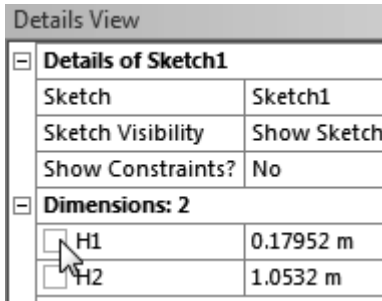 Details View
Details of Sketch1
Sketch Sketch1
Sketch Visibility Show Sketch
Show Constraints? No
Dimensions: 2
H1 0.17952 m
H2 1.0532 m